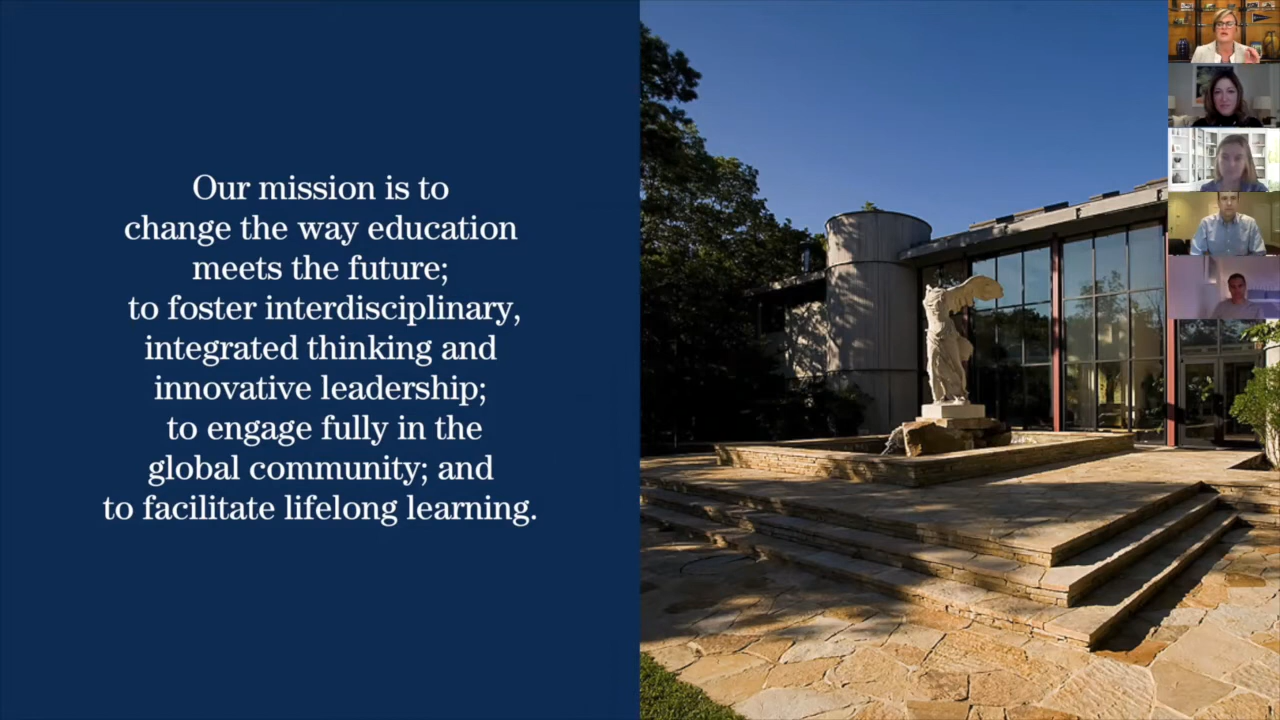 Our mission is to
change the way education
meets the future;
to foster interdisciplinary,
integrated thinking and
innovative leadership;
to engage fully in the
global community; and
to facilitate lifelong learning.